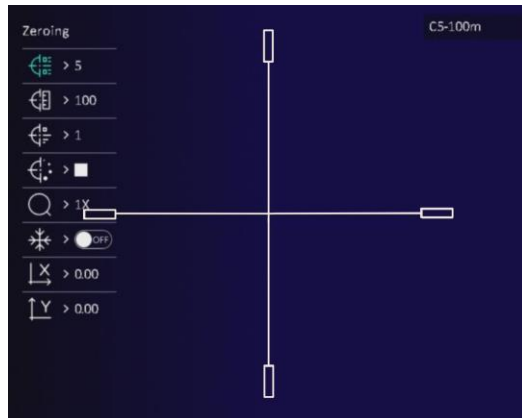 Zeroing
C5-100m
> 5
> 100
> 1
>
> 1X
> OFF
X > 0.00
Y > 0.00